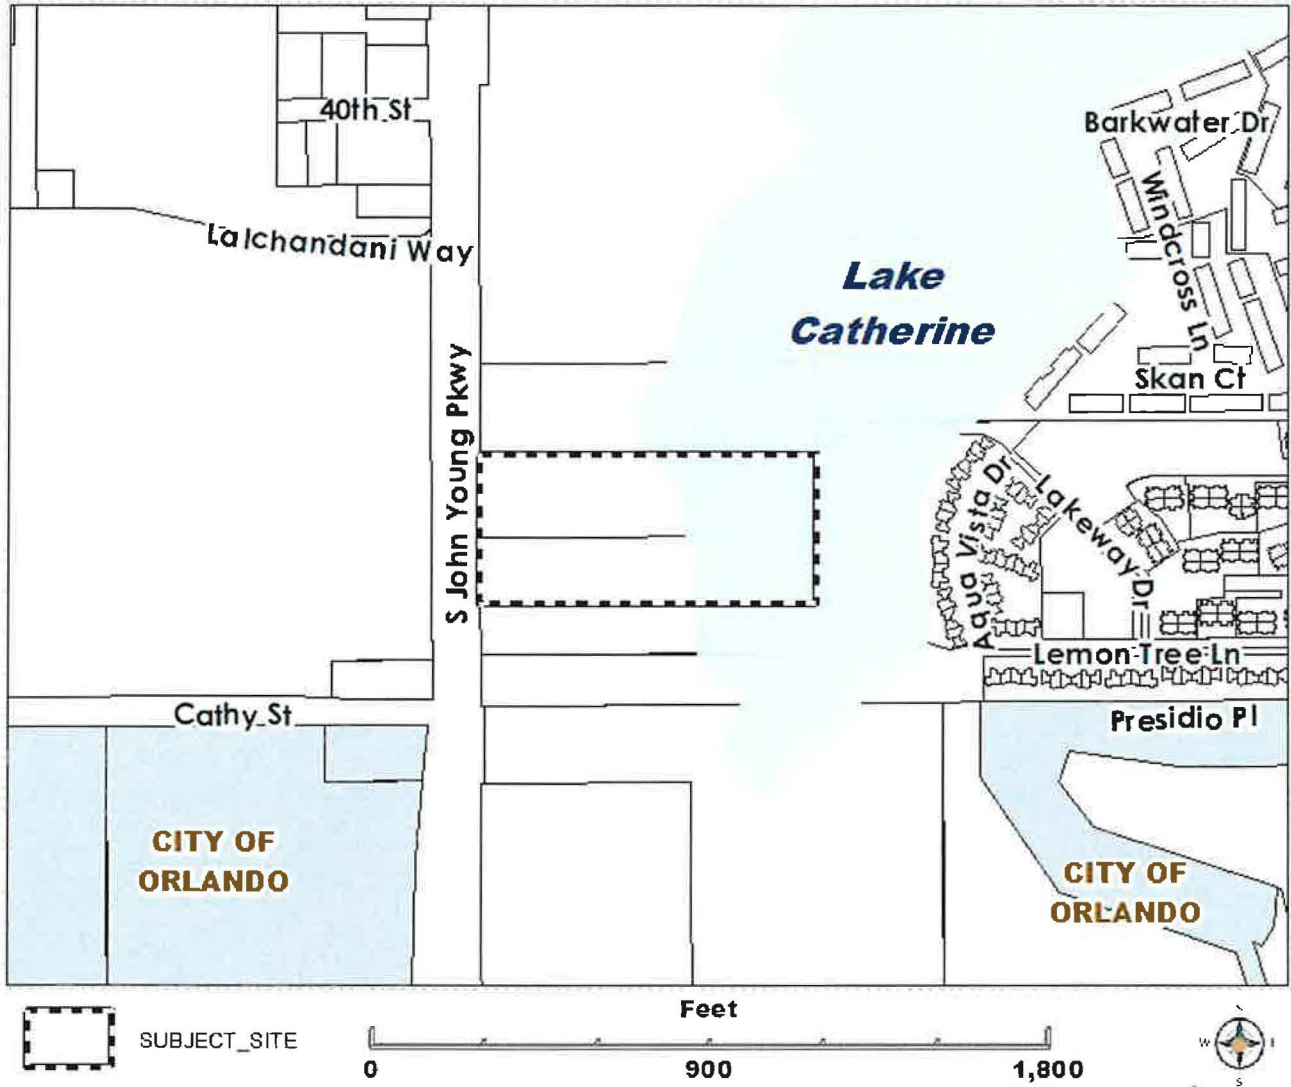 40th St
Barkwater Dr
Lalchandani Way
Windcross Ln
Lake
Catherine
S John Young Pkwy
Skan Ct
Aqua Vista Dr
Lakeway Dr
Lemon Tree Ln
Cathy St
Presidio Pl
CITY OF
ORLANDO
CITY OF
ORLANDO
SUBJECT_SITE
Feet
0 900 1,800
W
S